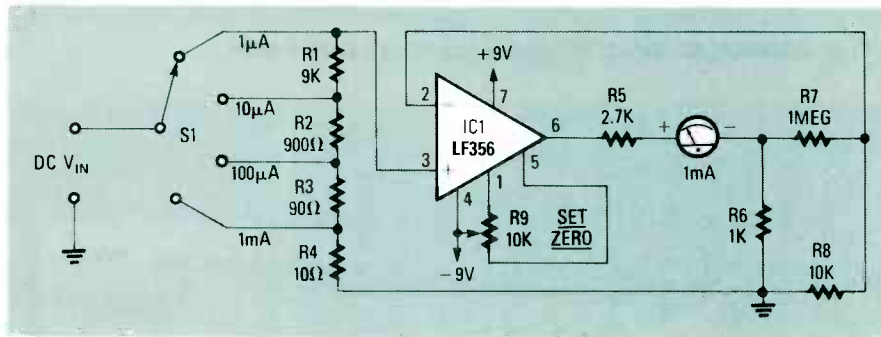 1μA
R1
9K
+9V
10μA
R2
900Ω
S1
DC VIN
100μA
R3
90Ω
1mA
R4
10Ω
2
-
7
IC1
LF356
6
3
+
5
4
1
R9
10K
SET
ZERO
-9V
R5
2.7K
+
-
1mA
R7
1MEG
R6
1K
R8
10K